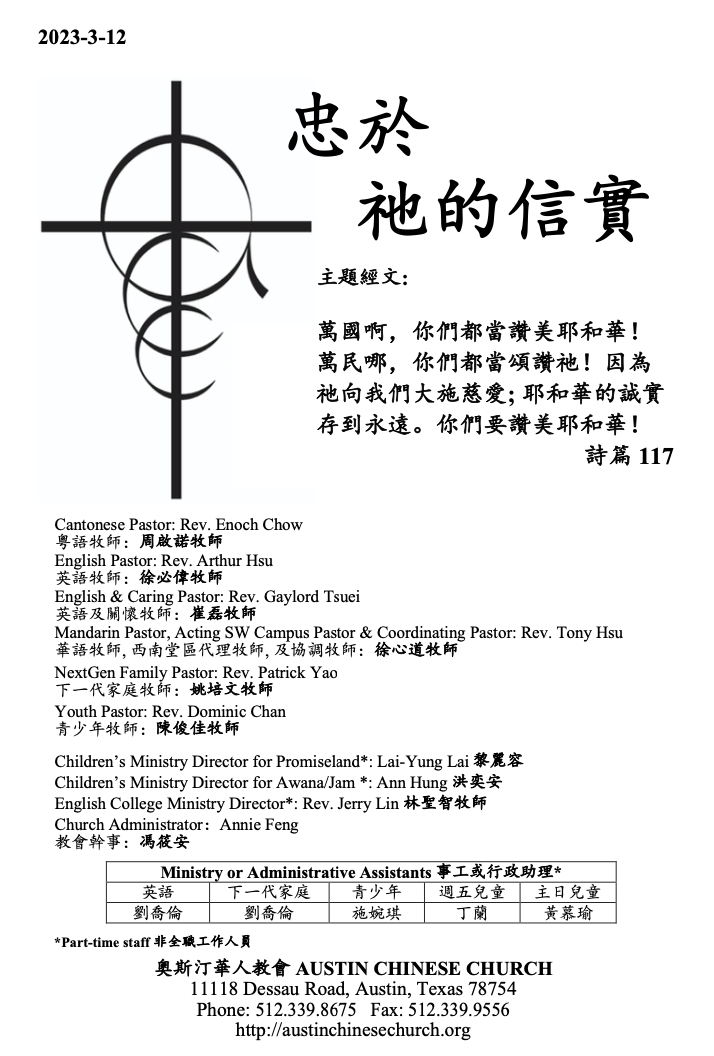 2023-3-12
忠於
祂的信實
主題經文：
萬國啊，你們都當讚美耶和華！
萬民哪，你們都當頌讚祂！因為
祂向我們大施慈愛；耶和華的誠實
存到永遠。你們要讚美耶和華！
詩篇 117
Cantonese Pastor: Rev. Enoch Chow
粵語牧師：周啟諾牧師
English Pastor: Rev. Arthur Hsu
英語牧師：徐必偉牧師
English & Caring Pastor: Rev. Gaylord Tsuei
英語及關懷牧師：崔磊牧師
Mandarin Pastor, Acting SW Campus Pastor & Coordinating Pastor: Rev. Tony Hsu
華語牧師, 西南堂區代理牧師, 及協調牧師：徐心道牧師
NextGen Family Pastor: Rev. Patrick Yao
下一代家庭牧師：姚培文牧師
Youth Pastor: Rev. Dominic Chan
青少年牧師：陳俊佳牧師
Children’s Ministry Director for Promiseland*: Lai-Yung Lai 黎麗容
Children’s Ministry Director for Awana/Jam *: Ann Hung 洪奕安
English College Ministry Director*: Rev. Jerry Lin 林聖智牧師
Church Administrator：Annie Feng
教會幹事：馮筱安
Ministry or Administrative Assistants 事工或行政助理*
英語 下一代家庭 青少年 週五兒童 主日兒童
劉喬倫 劉喬倫 施婉琪 丁蘭 黃慕瑜
*Part-time staff 非全職工作人員
奧斯汀華人教會 AUSTIN CHINESE CHURCH
11118 Dessau Road, Austin, Texas 78754
Phone: 512.339.8675 Fax: 512.339.9556
http://austinchinesechurch.org